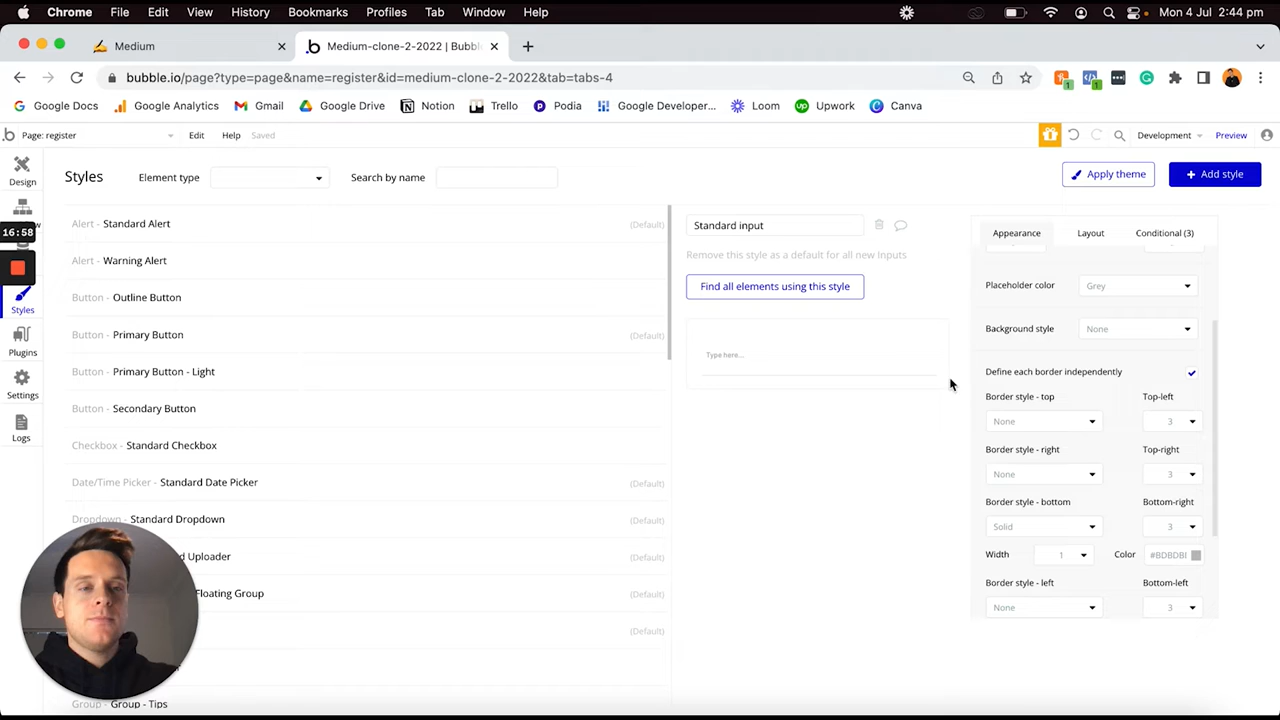 Chrome File Edit View History Bookmarks Profiles Tab Window Help Mon 4 Jul 2:44 pm
Medium
Medium-clone-2-2022 | Bubbl
bubble.io/page?type=page&name=register&id=medium-clone-2-2022&tab=tabs-4
1 1
Google Docs Google Analytics Gmail Google Drive Notion Trello Podia Google Developer... Loom Upwork Canva
Page: register Edit Help Saved Development Preview
Design
16:58
Styles
Plugins
Settings
Logs
Styles Element type Search by name Apply theme Add style
Alert - Standard Alert (Default)
Alert - Warning Alert
Button - Outline Button
Button - Primary Button (Default)
Button - Primary Button - Light
Button - Secondary Button
Checkbox - Standard Checkbox
Date/Time Picker - Standard Date Picker (Default)
Dropdown - Standard Dropdown (Default)
d Uploader (Default)
Floating Group (Default)
(Default)
Group - Group - Tips
Standard input
Remove this style as a default for all new Inputs
Find all elements using this style
Type here...
Appearance Layout Conditional (3)
Placeholder color Grey
Background style None
Define each border independently
Border style - top Top-left
None 3
Border style - right Top-right
None 3
Border style - bottom Bottom-right
Solid 3
Width 1 Color #BDBDBI
Border style - left Bottom-left
None 3